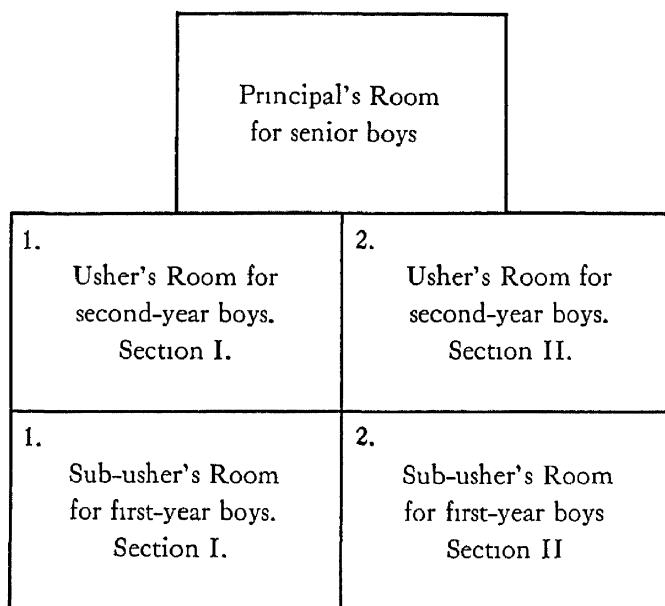 Principal's Room
for senior boys
1.
Usher's Room for
second-year boys.
Section I.
2.
Usher's Room for
second-year boys.
Section II.
1.
Sub-usher's Room
for first-year boys.
Section I.
2.
Sub-usher's Room
for first-year boys
Section II